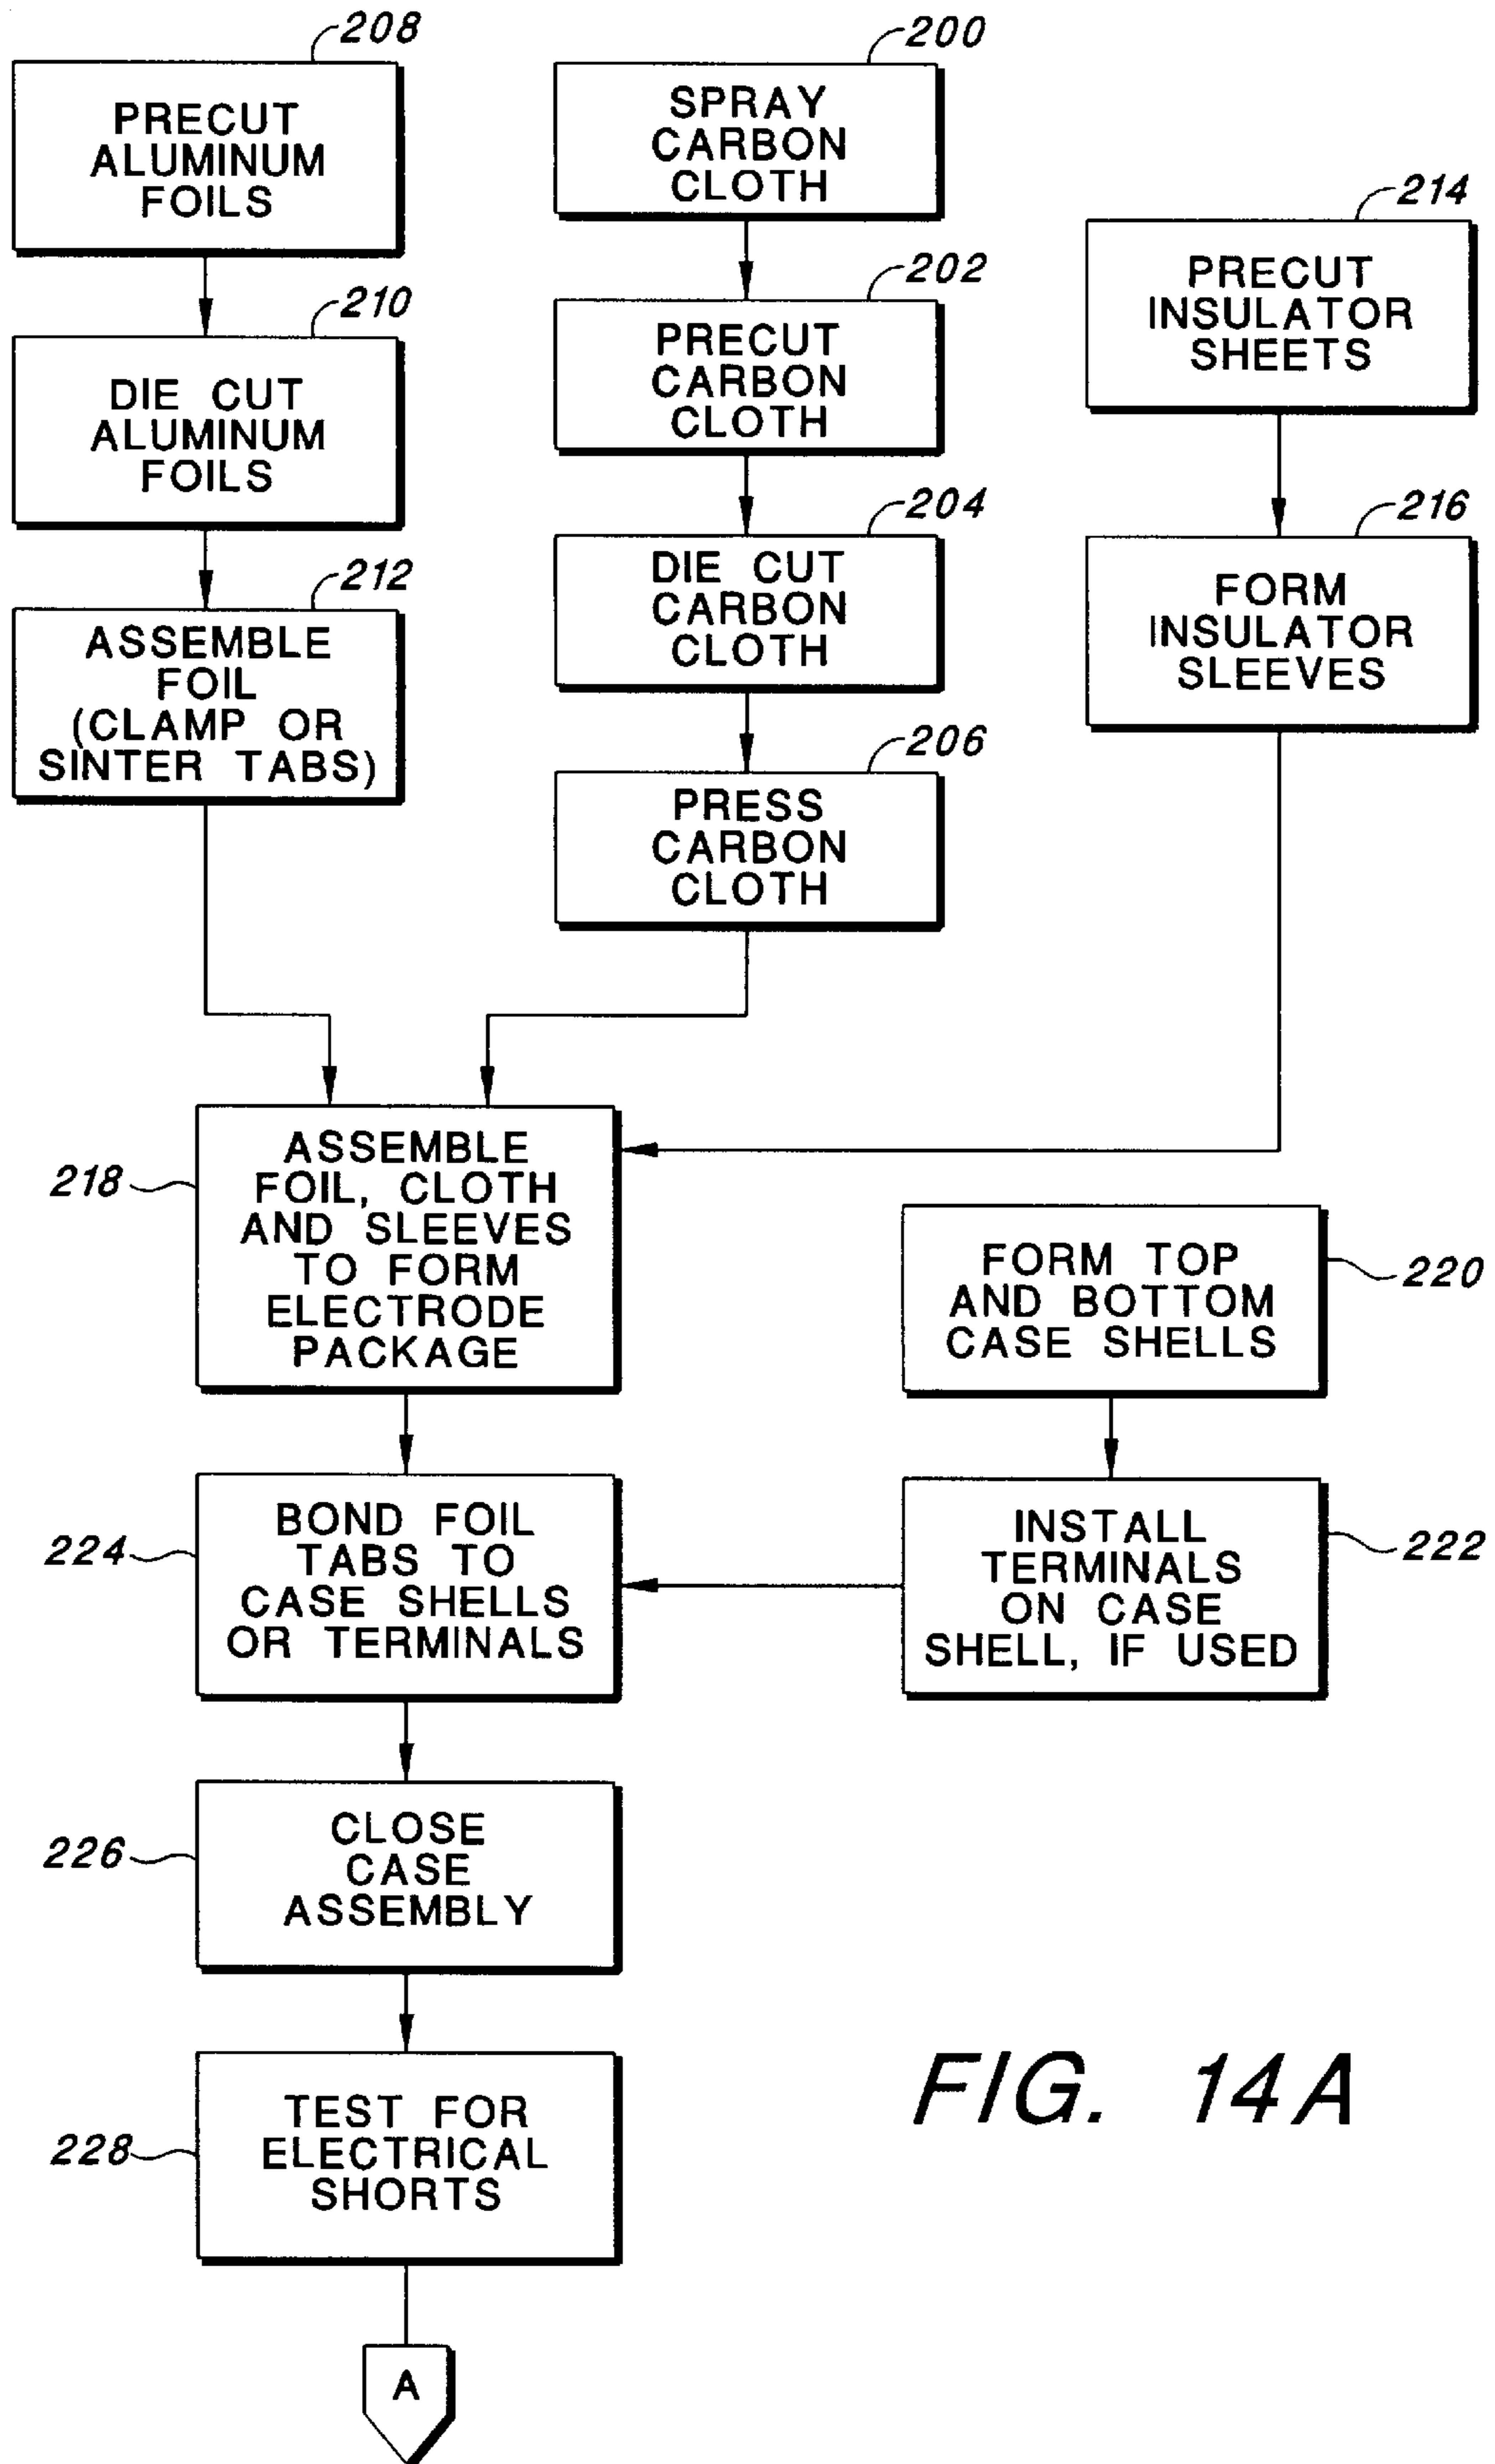 208
PRECUT
ALUMINUM
FOILS
210
DIE CUT
ALUMINUM
FOILS
212
ASSEMBLE
FOIL
(CLAMP OR
SINTER TABS)
200
SPRAY
CARBON
CLOTH
202
PRECUT
CARBON
CLOTH
204
DIE CUT
CARBON
CLOTH
206
PRESS
CARBON
CLOTH
214
PRECUT
INSULATOR
SHEETS
216
FORM
INSULATOR
SLEEVES
218
ASSEMBLE
FOIL, CLOTH
AND SLEEVES
TO FORM
ELECTRODE
PACKAGE
220
FORM TOP
AND BOTTOM
CASE SHELLS
222
INSTALL
TERMINALS
ON CASE
SHELL, IF USED
224
BOND FOIL
TABS TO
CASE SHELLS
OR TERMINALS
226
CLOSE
CASE
ASSEMBLY
228
TEST FOR
ELECTRICAL
SHORTS
A
FIG. 14A